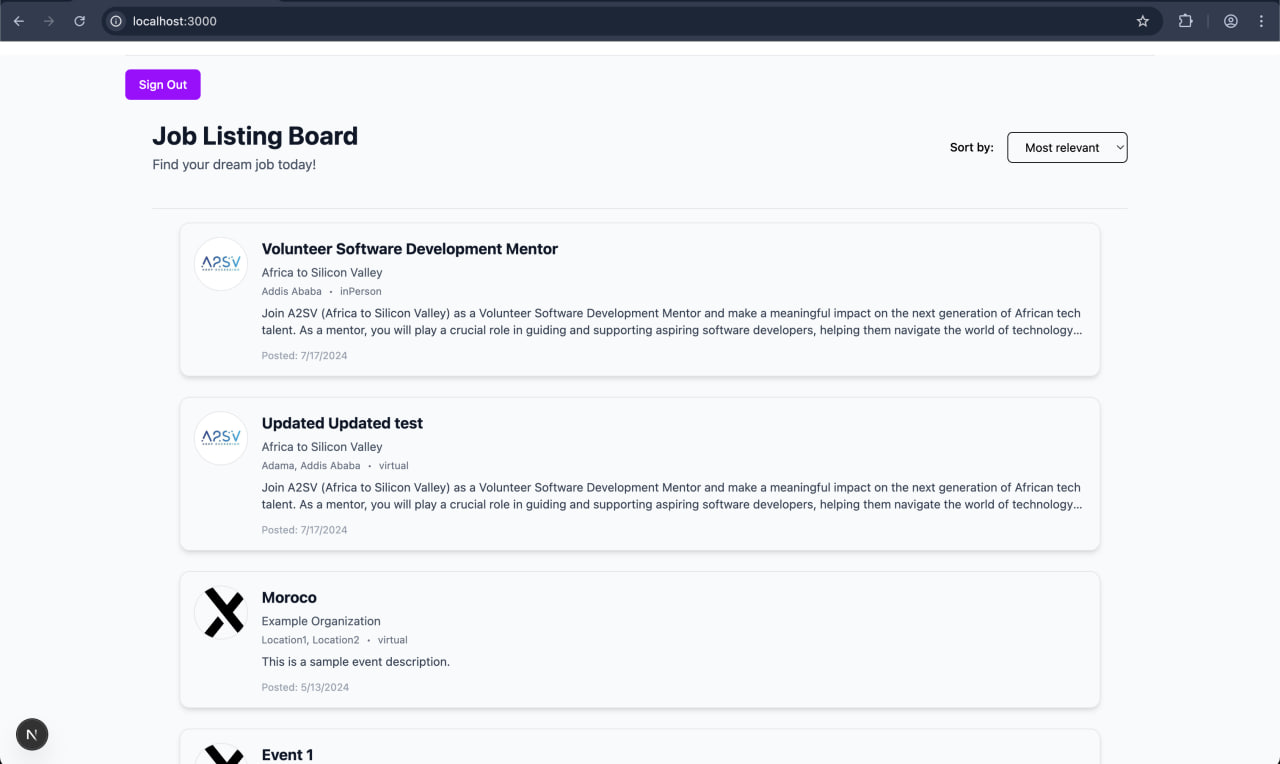 localhost:3000
Sign Out
Job Listing Board
Find your dream job today!
Sort by:
Most relevant
A2SV
Volunteer Software Development Mentor
Africa to Silicon Valley
Addis Ababa • inPerson
Join A2SV (Africa to Silicon Valley) as a Volunteer Software Development Mentor and make a meaningful impact on the next generation of African tech
talent. As a mentor, you will play a crucial role in guiding and supporting aspiring software developers, helping them navigate the world of technology...
Posted: 7/17/2024
A2SV
Updated Updated test
Africa to Silicon Valley
Adama, Addis Ababa • virtual
Join A2SV (Africa to Silicon Valley) as a Volunteer Software Development Mentor and make a meaningful impact on the next generation of African tech
talent. As a mentor, you will play a crucial role in guiding and supporting aspiring software developers, helping them navigate the world of technology...
Posted: 7/17/2024
X
Moroco
Example Organization
Location1, Location2 • virtual
This is a sample event description.
Posted: 5/13/2024
N
Event 1